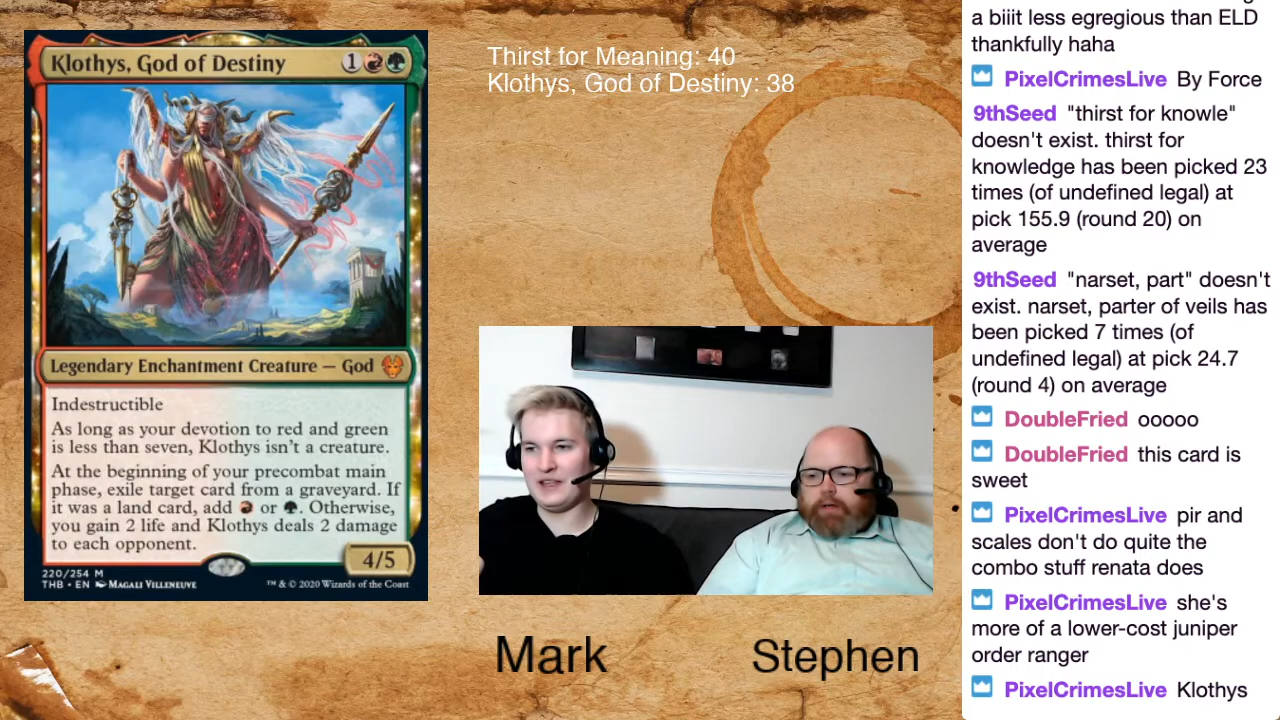 Klothys, God of Destiny
1
Legendary Enchantment Creature — God
Indestructible
As long as your devotion to red and green
is less than seven, Klothys isn't a creature.
At the beginning of your precombat main
phase, exile target card from a graveyard. If
it was a land card, add or . Otherwise,
you gain 2 life and Klothys deals 2 damage
to each opponent.
4/5
220/254 M
THB • EN MAGALI VILLENEUVE
™ & © 2020 Wizards of the Coast
Thirst for Meaning: 40
Klothys, God of Destiny: 38
Mark
Stephen
a biiit less egregious than ELD
thankfully haha
PixelCrimesLive By Force
9thSeed "thirst for knowle"
doesn't exist. thirst for
knowledge has been picked 23
times (of undefined legal) at
pick 155.9 (round 20) on
average
9thSeed "narset, part" doesn't
exist. narset, parter of veils has
been picked 7 times (of
undefined legal) at pick 24.7
(round 4) on average
DoubleFried ooooo
DoubleFried this card is
sweet
PixelCrimesLive pir and
scales don't do quite the
combo stuff renata does
PixelCrimesLive she's
more of a lower-cost juniper
order ranger
PixelCrimesLive Klothys